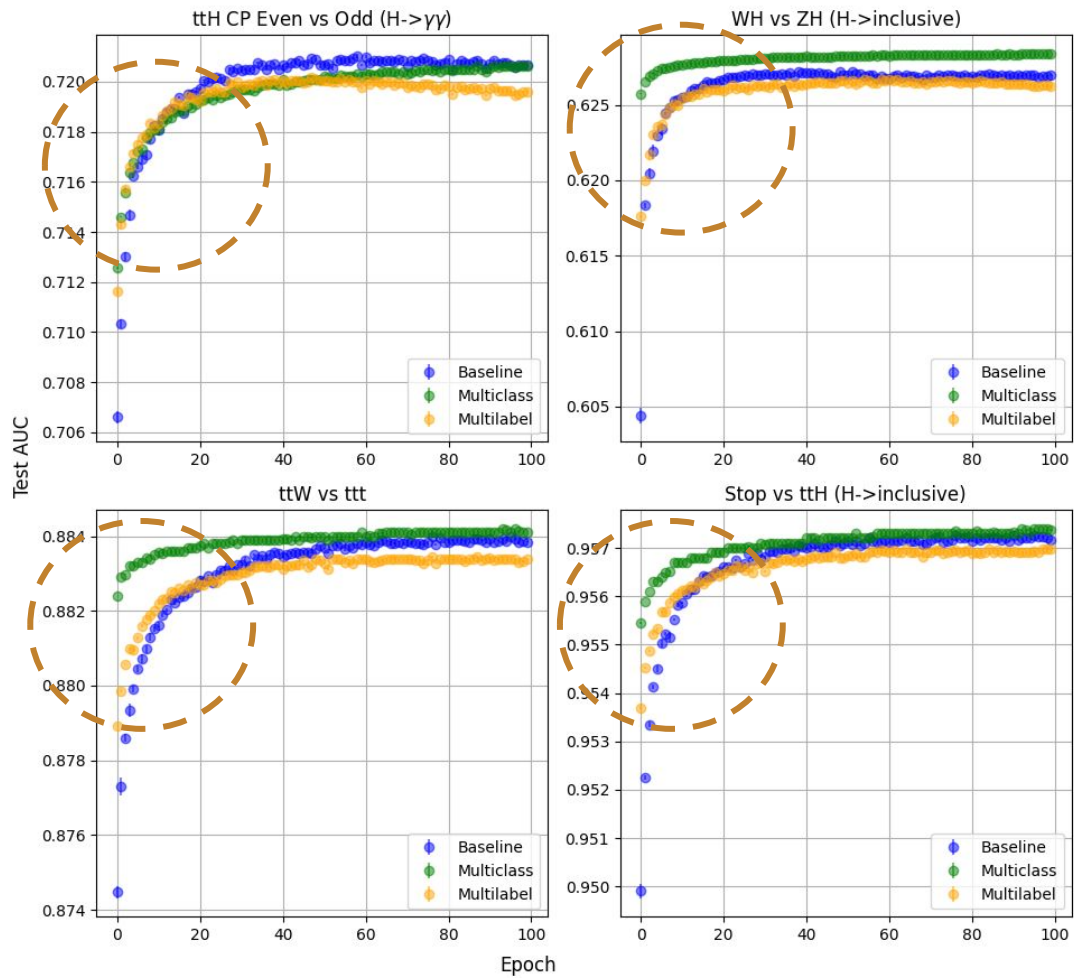 ttH CP Even vs Odd (H->γγ)
0.720
0.718
0.716
0.714
0.712
0.710
0.708
0.706
0
20
40
60
80
100
Baseline
Multiclass
Multilabel
WH vs ZH (H->inclusive)
0.625
0.620
0.615
0.610
0.605
0
20
40
60
80
100
Baseline
Multiclass
Multilabel
Test AUC
ttW vs ttt
0.884
0.882
0.880
0.878
0.876
0.874
0
20
40
60
80
100
Baseline
Multiclass
Multilabel
Stop vs ttH (H->inclusive)
0.957
0.956
0.955
0.954
0.953
0.952
0.951
0.950
0
20
40
60
80
100
Baseline
Multiclass
Multilabel
Epoch